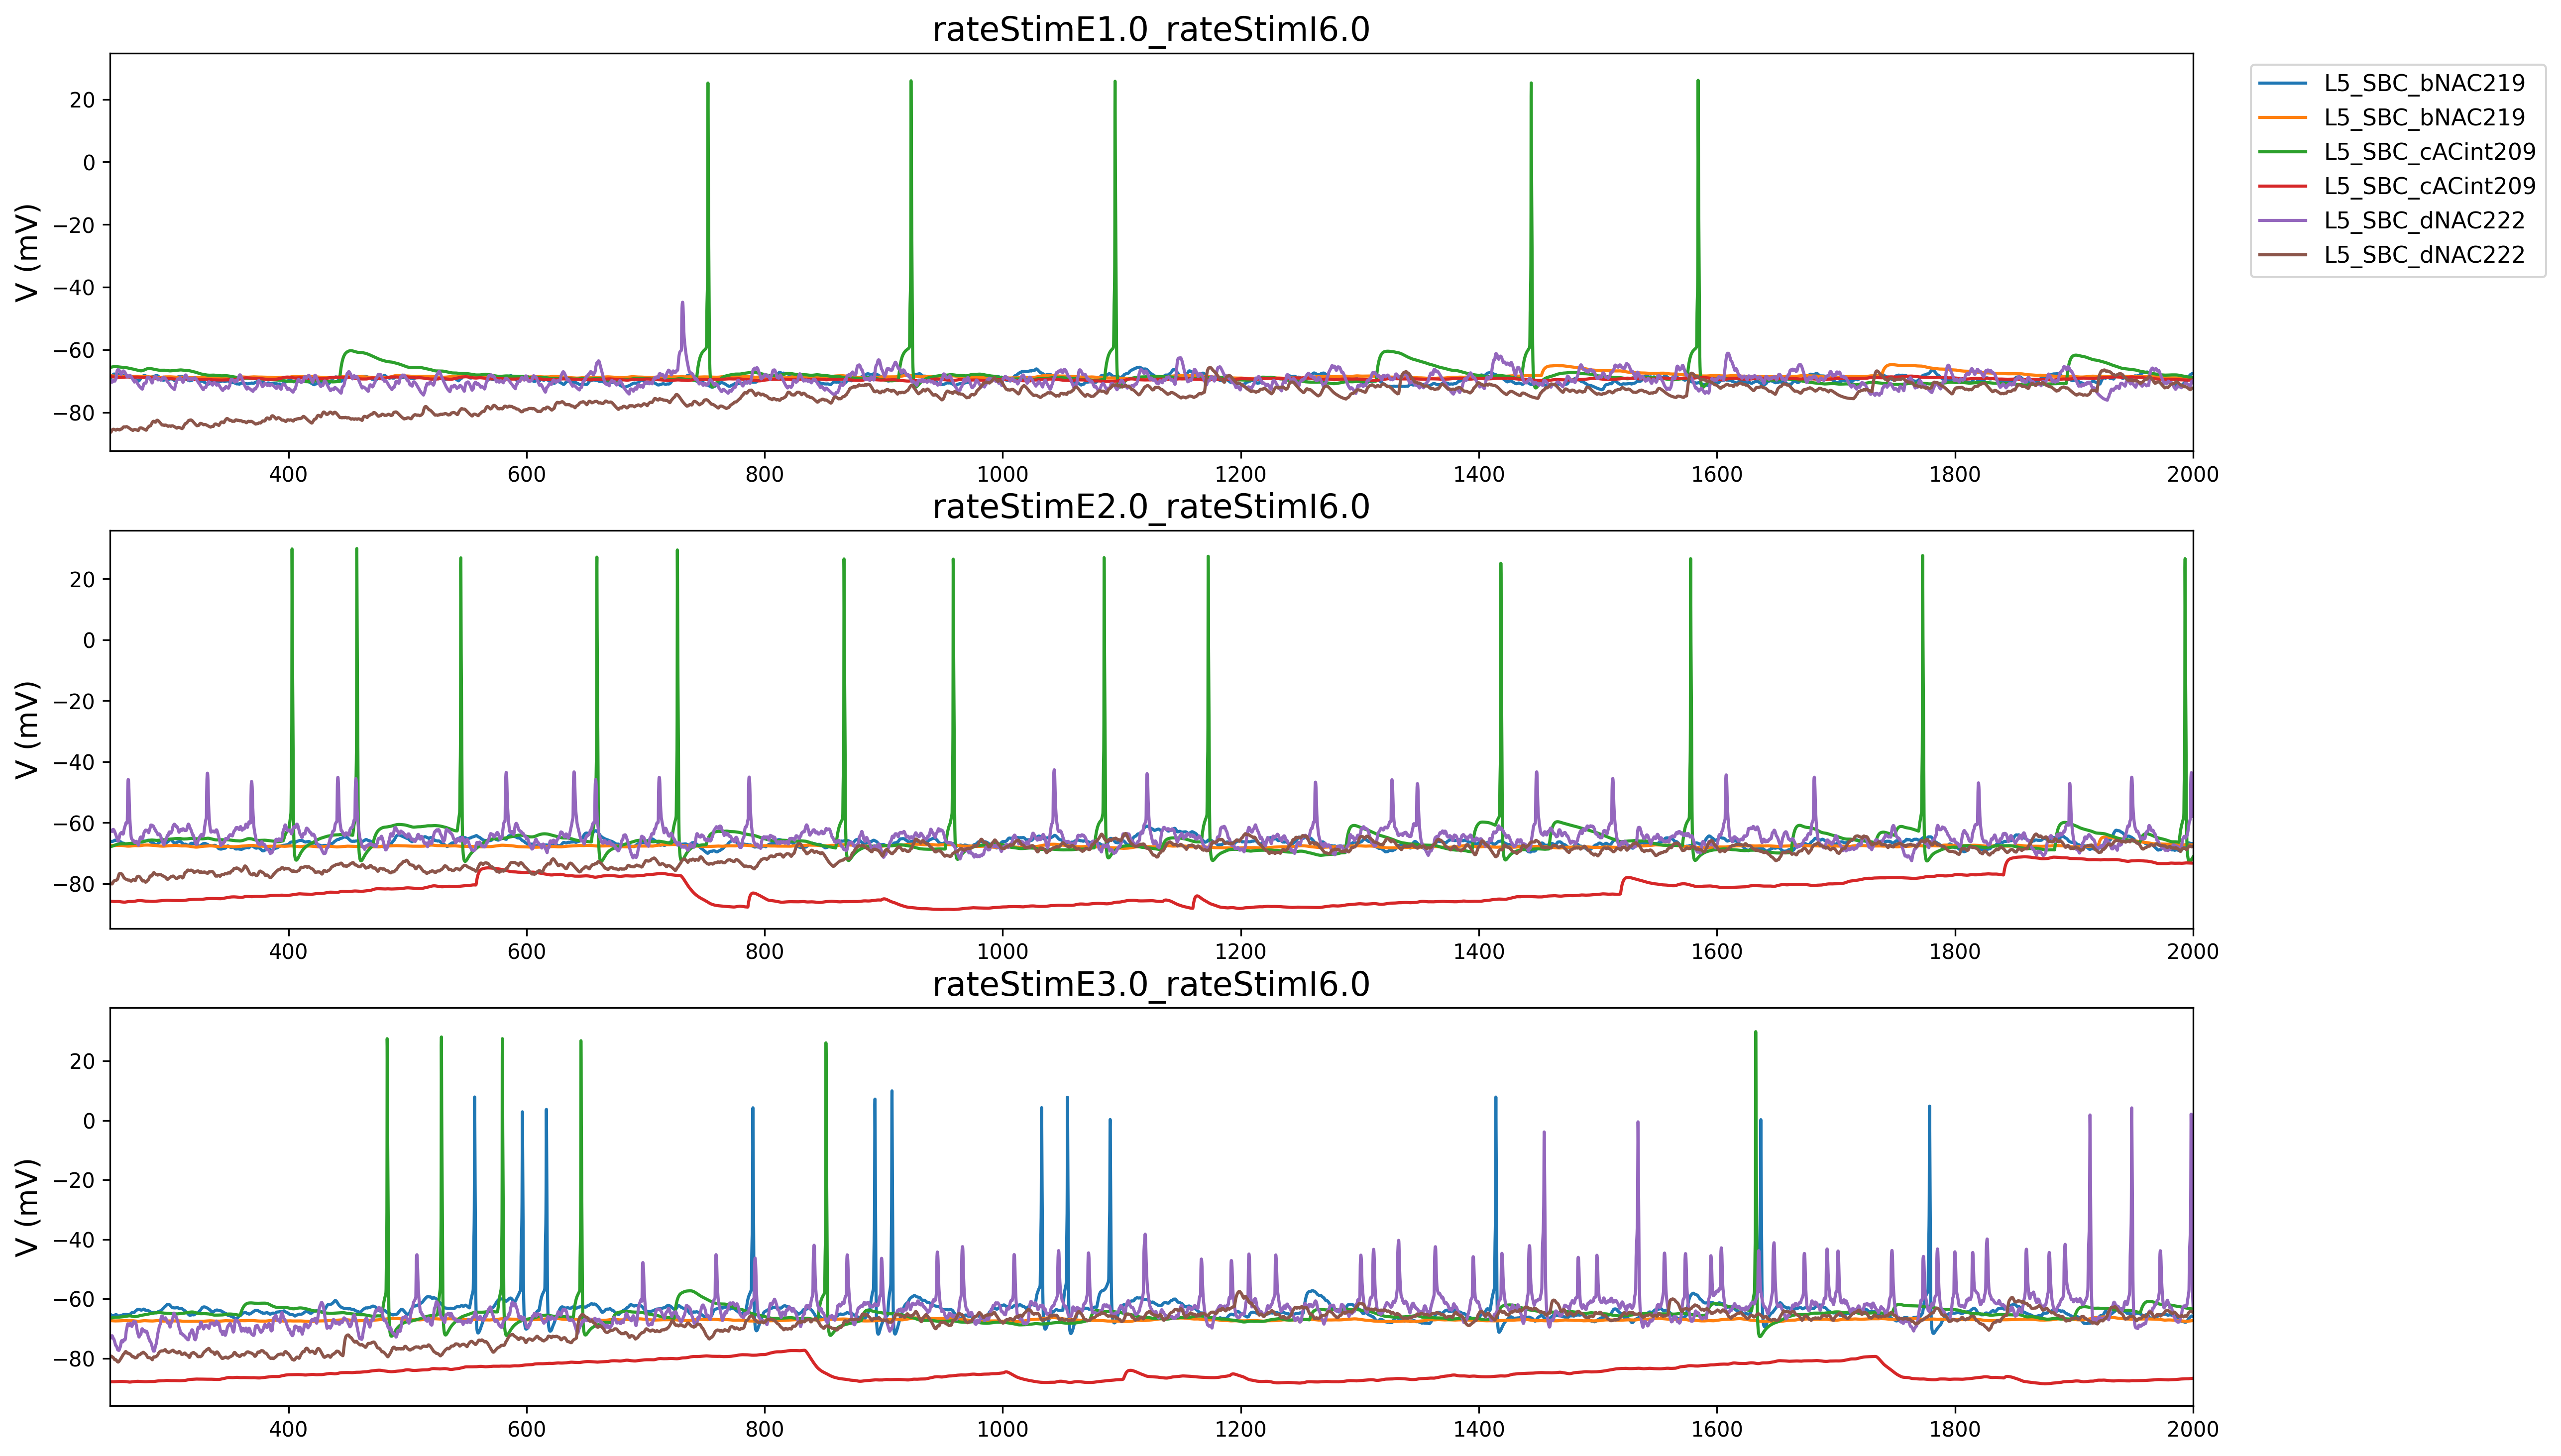 rateStimE1.0_rateStimI6.0
20
0
−20
−40
−60
−80
V (mV)
400 600 800 1000 1200 1400 1600 1800 2000
L5_SBC_bNAC219
L5_SBC_bNAC219
L5_SBC_cACint209
L5_SBC_cACint209
L5_SBC_dNAC222
L5_SBC_dNAC222
rateStimE2.0_rateStimI6.0
20
0
−20
−40
−60
−80
V (mV)
400 600 800 1000 1200 1400 1600 1800 2000
rateStimE3.0_rateStimI6.0
20
0
−20
−40
−60
−80
V (mV)
400 600 800 1000 1200 1400 1600 1800 2000